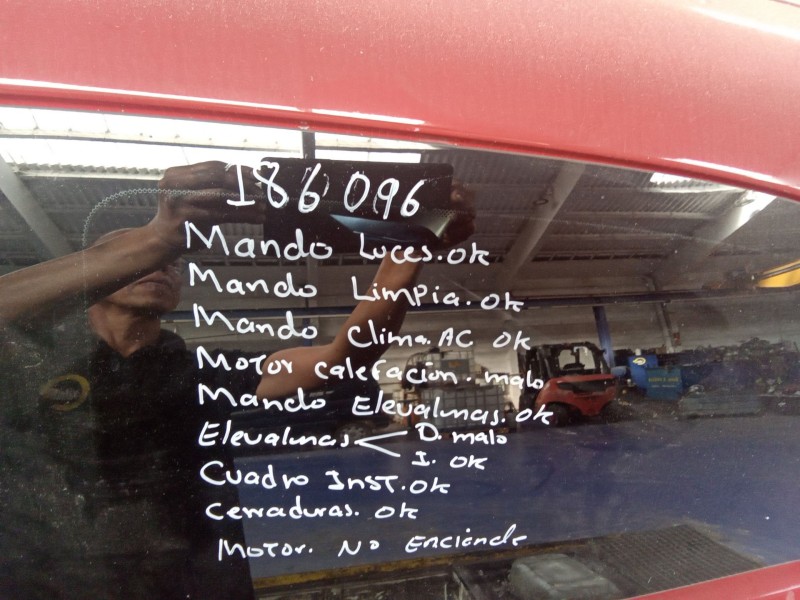 186096
Mando Luces. ok
Mando Limpia. ok
Mando Clima. AC ok
Motor calefacion. malo
Mando Elevalunas. ok
Elevalunas D. malo
I. ok
Cuadro Inst. ok
Cerraduras. ok
Motor. No Enciende